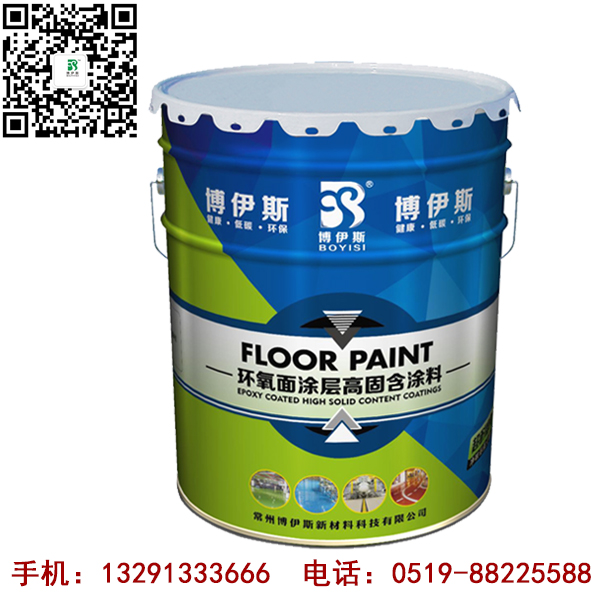 博伊斯
博伊斯
健康·低碳·环保
博伊斯
BOYISI
®
博伊斯
健康·低碳·环保
FLOOR PAINT
环氧面涂层高固含涂料
EPOXY COATED HIGH SOLID CONTENT COATINGS
常州博伊斯新材料科技有限公司
手机：13291333666 电话：0519-88225588